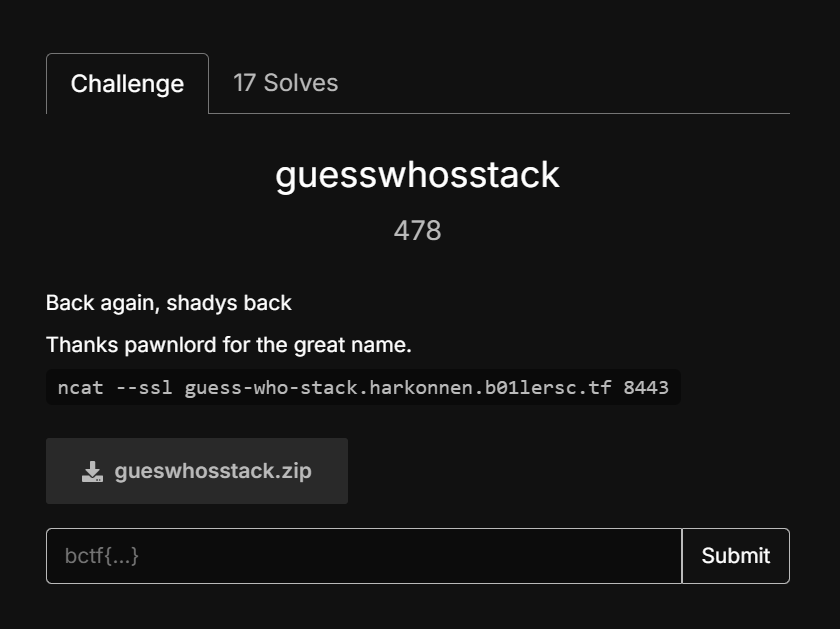 Challenge
17 Solves
guesswhosstack
478
Back again, shadys back
Thanks pawnlord for the great name.
ncat --ssl guess-who-stack.harkonnen.b01lersc.tf 8443
gueswhosstack.zip
bctf{...}
Submit